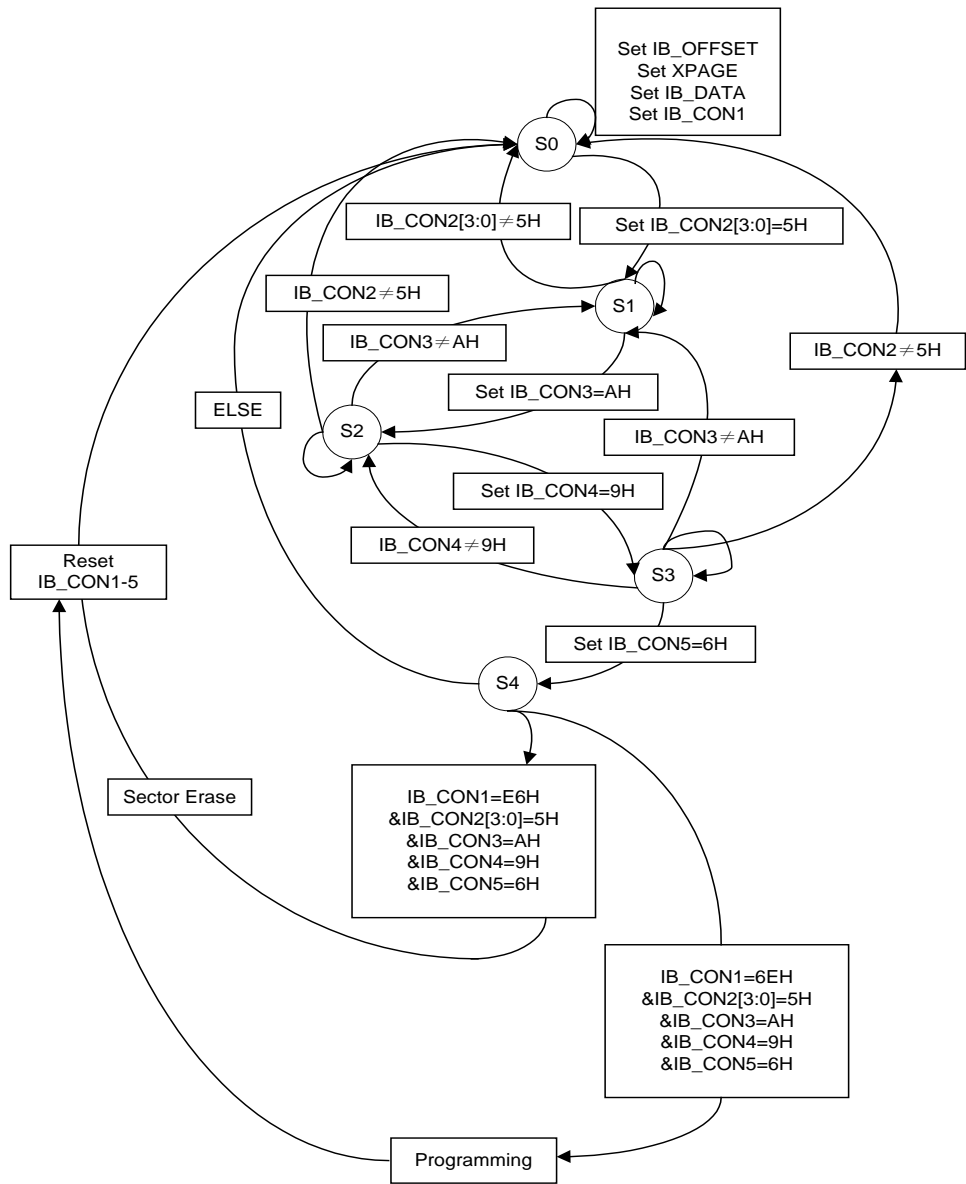 Set IB_OFFSET
Set XPAGE
Set IB_DATA
Set IB_CON1
S0
IB_CON2[3:0]≠5H
Set IB_CON2[3:0]=5H
IB_CON2≠5H
S1
IB_CON3≠AH
IB_CON2≠5H
Set IB_CON3=AH
ELSE
S2
IB_CON3≠AH
Set IB_CON4=9H
IB_CON4≠9H
Reset
IB_CON1-5
S3
Set IB_CON5=6H
S4
Sector Erase
IB_CON1=E6H
&IB_CON2[3:0]=5H
&IB_CON3=AH
&IB_CON4=9H
&IB_CON5=6H
IB_CON1=6EH
&IB_CON2[3:0]=5H
&IB_CON3=AH
&IB_CON4=9H
&IB_CON5=6H
Programming